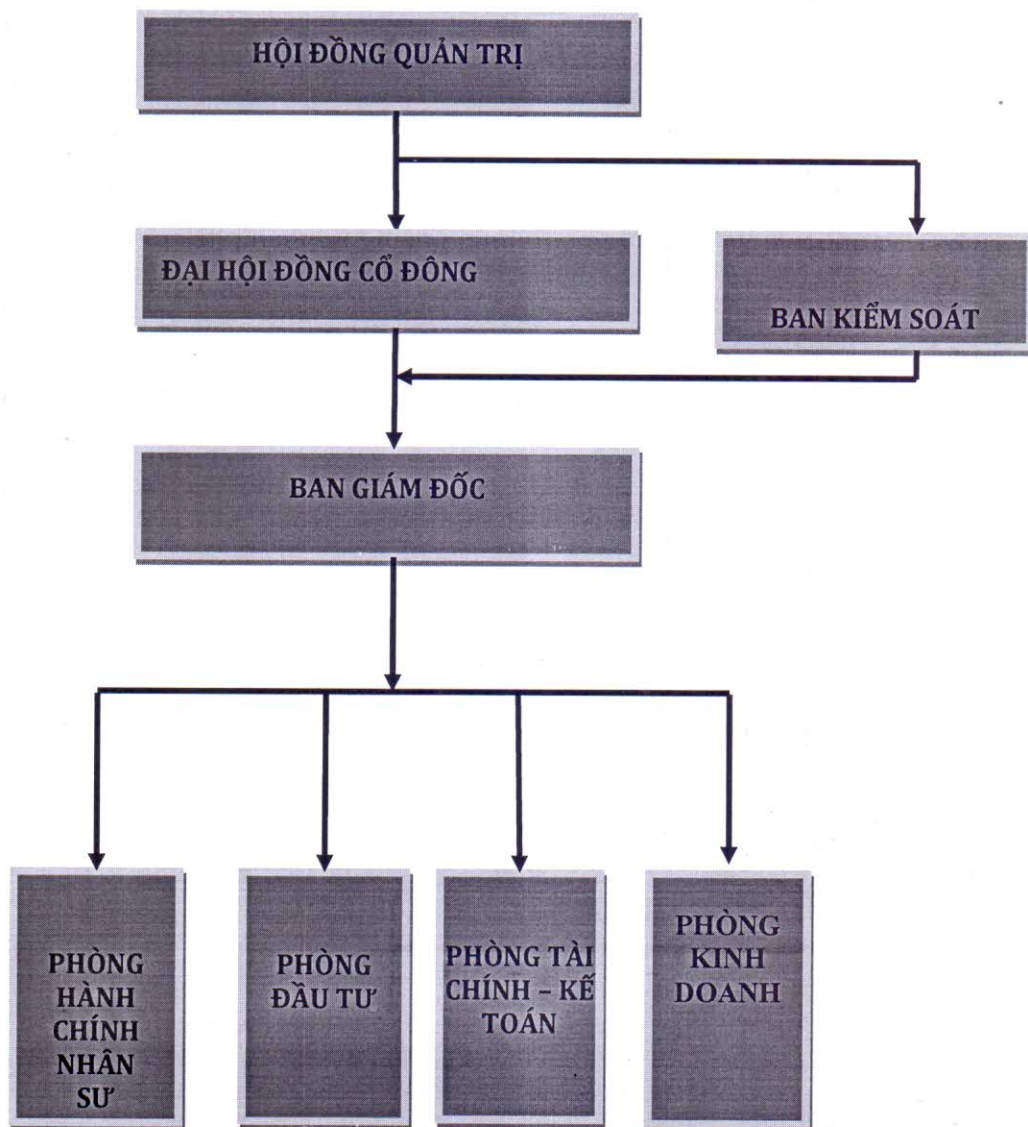 HỘI ĐỒNG QUẢN TRỊ
ĐẠI HỘI ĐỒNG CỔ ĐÔNG
BAN KIỂM SOÁT
BAN GIÁM ĐỐC
PHÒNG
HÀNH
CHÍNH
NHÂN
SƯ
PHÒNG
ĐẦU TƯ
PHÒNG TÀI
CHÍNH – KẾ
TOÁN
PHÒNG
KINH
DOANH